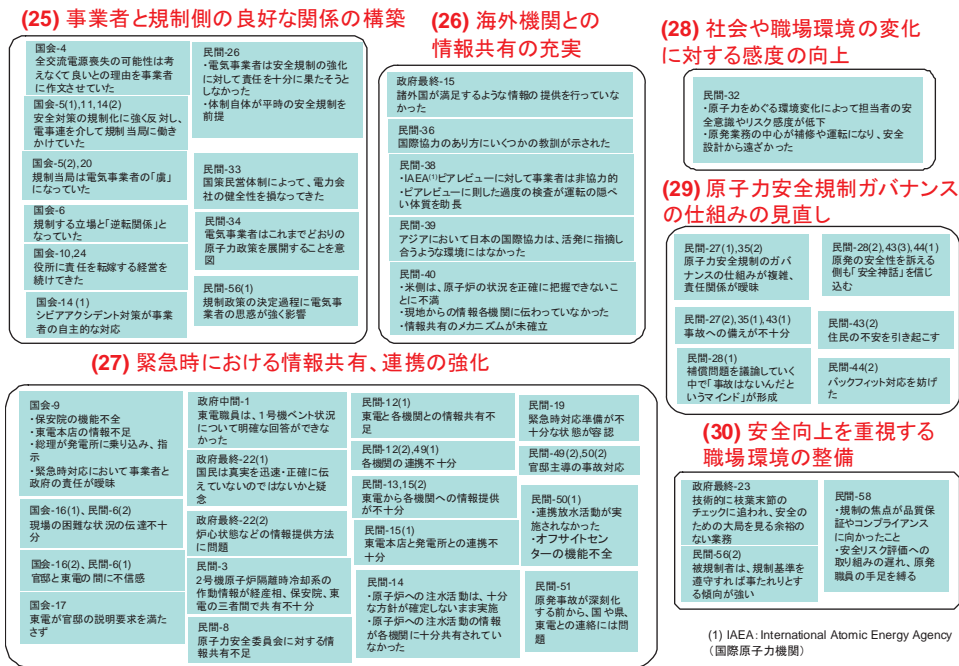 (25) 事業者と規制側の良好な関係の構築
国会-4
全交流電源喪失の可能性は考
えなくて良いとの理由を事業者
に作文させていた
国会-5(1),11,14(2)
安全対策の規制化に強く反対し、
電事連を介して規制当局に働き
かけていた
国会-5(2),20
規制当局は電気事業者の「虜」
になっていた
国会-6
規制する立場と「逆転関係」と
なっていた
国会-10,24
役所に責任を転嫁する経営を
続けてきた
国会-14 (1)
シビアアクシデント対策が事業
者の自主的な対応
民間-26
・電気事業者は安全規制の強化
に対して責任を十分に果たそうと
しなかった
・体制自体が平時の安全規制を
前提
民間-33
国策民営体制によって、電力会
社の健全性を損なってきた
民間-34
電気事業者はこれまでどおりの
原子力政策を展開することを意
図
民間-56(1)
規制政策の決定過程に電気事
業者の思惑が強く影響
(26) 海外機関との
情報共有の充実
政府最終-15
諸外国が満足するような情報の提供を行っていな
かった
民間-36
国際協力のあり方にいくつかの教訓が示された
民間-38
・IAEA(1)ピアレビューに対して事業者は非協力的
・ピアレビューに則した過度の検査が運転の隠ぺ
い体質を助長
民間-39
アジアにおいて日本の国際協力は、活発に指摘し
合うような環境にはなかった
民間-40
・米側は、原子炉の状況を正確に把握できないこ
とに不満
・現地からの情報各機関に伝わっていなかった
・情報共有のメカニズムが未確立
(28) 社会や職場環境の変化
に対する感度の向上
民間-32
・原子力をめぐる環境変化によって担当者の安
全意識やリスク感度が低下
・原発業務の中心が補修や運転になり、安全
設計から遠ざかった
(29) 原子力安全規制ガバナンス
の仕組みの見直し
民間-27(1),35(2)
原子力安全規制のガバ
ナンスの仕組みが複雑、
責任関係が曖昧
民間-27(2),35(1),43(1)
事故への備えが不十分
民間-28(1)
補償問題を議論していく
中で「事故はないんだと
いうマインド」が形成
民間-28(2),43(3),44(1)
原発の安全性を訴える
側も「安全神話」を信じ
込む
民間-43(2)
住民の不安を引き起こす
民間-44(2)
バックフィット対応を妨げ
た
(27) 緊急時における情報共有、連携の強化
国会-9
・保安院の機能不全
・東電本店の情報不足
・総理が発電所に乗り込み、指
示
・緊急時対応において事業者と
政府の責任が曖昧
国会-16(1)、民間-6(2)
現場の困難な状況の伝達不十
分
国会-16(2)、民間-6(1)
官邸と東電の間に不信感
国会-17
東電が官邸の説明要求を満た
さず
政府中間-1
東電職員は、1号機ベント状況
について明確な回答ができな
かった
政府最終-22(1)
国民は真実を迅速・正確に伝
えていないのではないかと疑
念
政府最終-22(2)
炉心状態などの情報提供方法
に問題
民間-3
2号機原子炉隔離時冷却系の
作動情報が経産相、保安院、東
電の三者間で共有不十分
民間-8
原子力安全委員会に対する情
報共有不足
民間-12(1)
東電と各機関との情報共有不
足
民間-12(2),49(1)
各機関の連携不十分
民間-13,15(2)
東電から各機関への情報提供
が不十分
民間-15(1)
東電本店と発電所との連携不
十分
民間-14
・原子炉への注水活動は、十分
な方針が確定しないまま実施
・原子炉への注水活動の情報
が各機関に十分共有されてい
なかった
民間-19
緊急時対応準備が不
十分な状態が容認
民間-49(2),50(2)
官邸主導の事故対応
民間-50(1)
・連携放水活動が実
施されなかった
・オフサイトセン
ターの機能不全
民間-51
原発事故が深刻化
する前から、国や県、
東電との連絡には問
題
(30) 安全向上を重視する
職場環境の整備
政府最終-23
技術的に枝葉末節の
チェックに追われ、安全の
ための大局を見る余裕の
ない業務
民間-56(2)
被規制者は、規制基準を
遵守すれば事たれりとす
る傾向が強い
民間-58
・規制の焦点が品質保
証やコンプライアンス
に向かったこと
・安全リスク評価への
取り組みの遅れ、原発
職員の手足を縛る
(1) IAEA：International Atomic Energy Agency
（国際原子力機関）